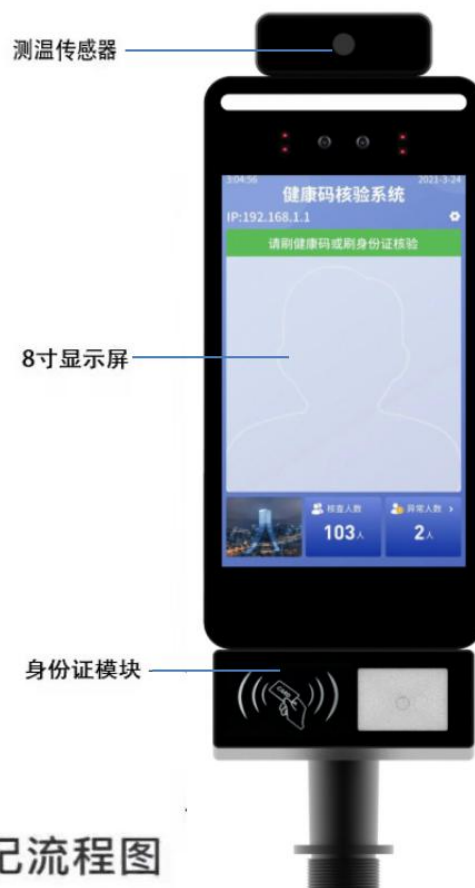 测温传感器
3:04:56
2021-3-24
健康码核验系统
IP:192.168.1.1
请刷健康码或刷身份证核验
8寸显示屏
核查人数
异常人数
103人
2人
身份证模块
CARD
记流程图